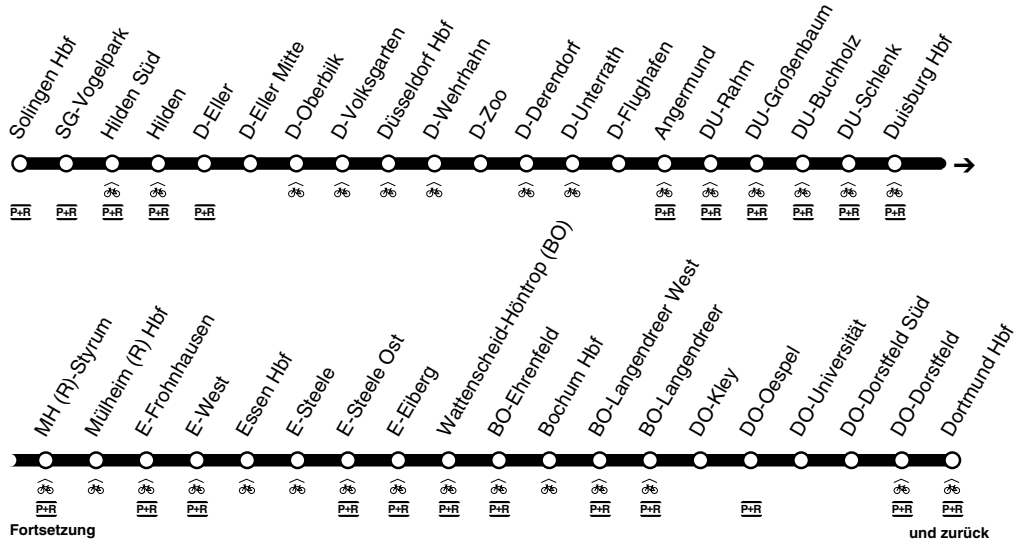 Solingen Hbf
SG-Vogelpark
Hilden Süd
Hilden
D-Eller
D-Eller Mitte
D-Oberbilk
D-Volksgarten
Düsseldorf Hbf
D-Wehrhahn
D-Zoo
D-Derendorf
D-Unterrath
D-Flughafen
Angermund
DU-Rahm
DU-Großenbaum
DU-Buchholz
DU-Schlenk
Duisburg Hbf
P+R P+R P+R P+R P+R P+R P+R P+R P+R P+R P+R
MH (R)-Styrum
Mülheim (R) Hbf
E-Frohnhausen
E-West
Essen Hbf
E-Steele
E-Steele Ost
E-Eiberg
Wattenscheid-Höntrop (BO)
BO-Ehrenfeld
Bochum Hbf
BO-Langendreer West
BO-Langendreer
DO-Kley
DO-Oespel
DO-Universität
DO-Dorstfeld Süd
DO-Dorstfeld
Dortmund Hbf
P+R P+R P+R P+R P+R P+R P+R P+R P+R P+R P+R P+R
Fortsetzung
und zurück